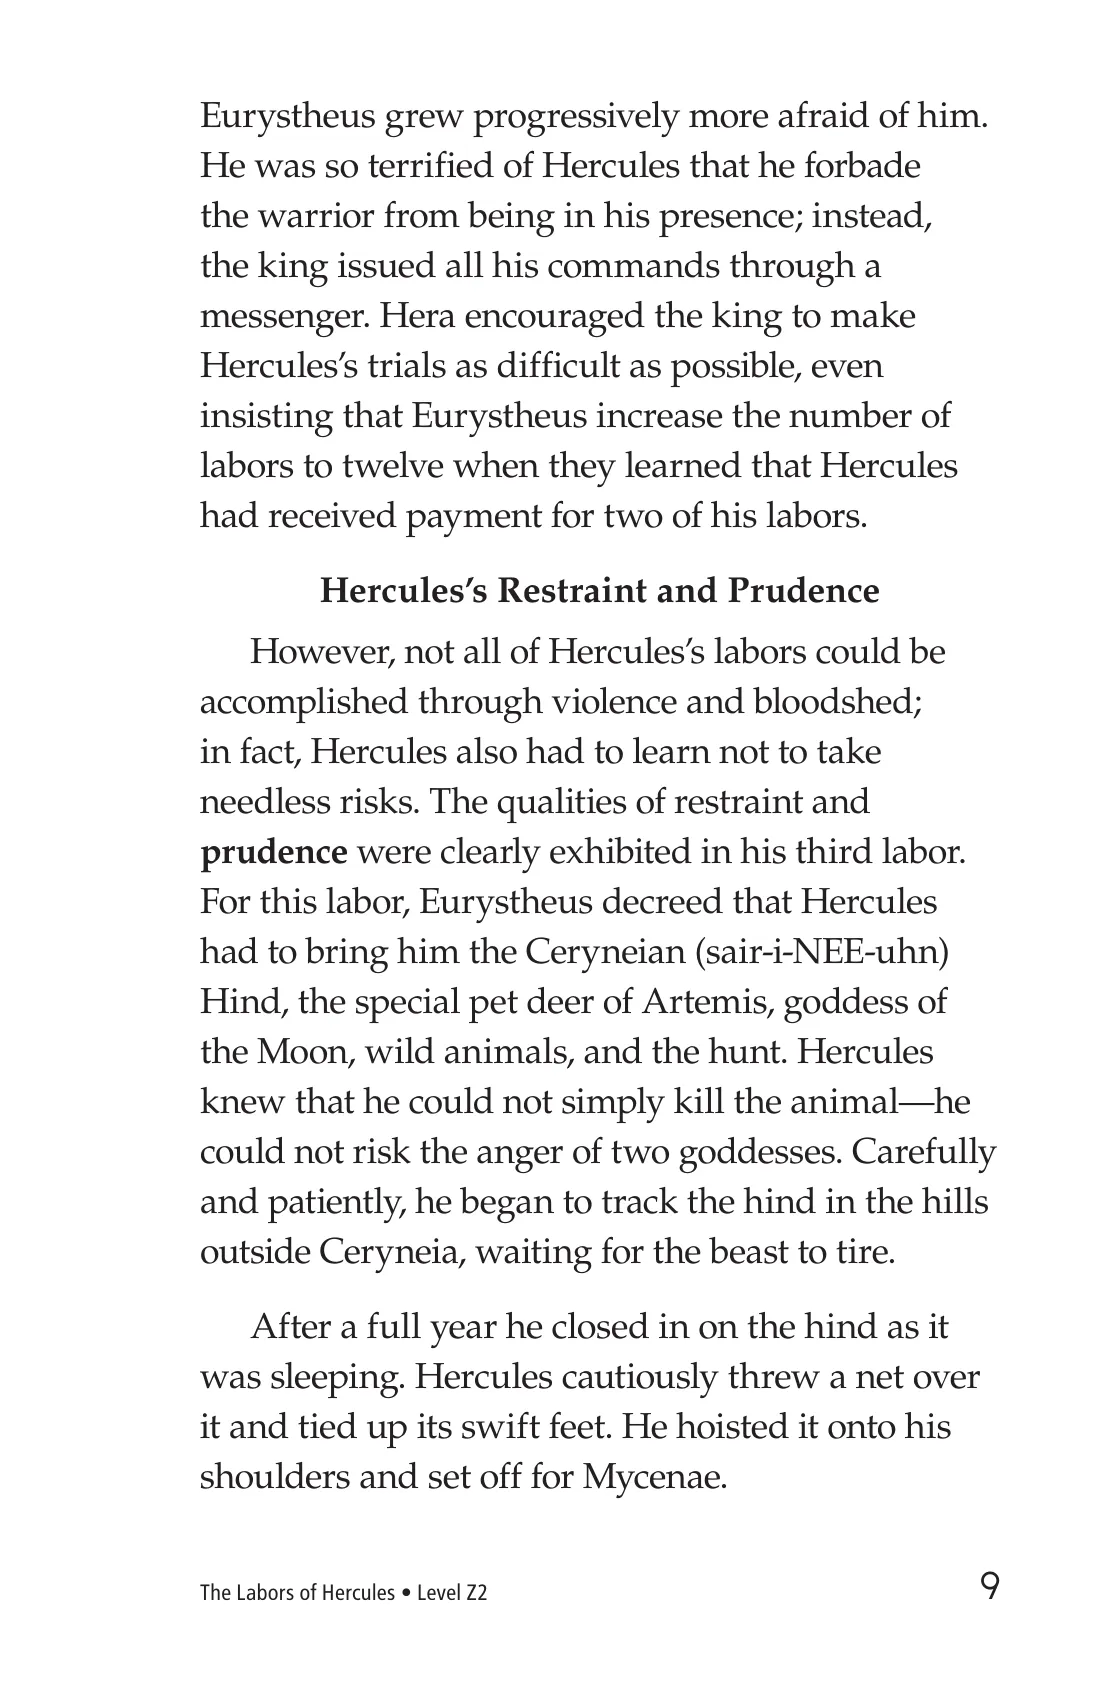 Eurystheus grew progressively more afraid of him.
He was so terrified of Hercules that he forbade
the warrior from being in his presence; instead,
the king issued all his commands through a
messenger. Hera encouraged the king to make
Hercules’s trials as difficult as possible, even
insisting that Eurystheus increase the number of
labors to twelve when they learned that Hercules
had received payment for two of his labors.
Hercules’s Restraint and Prudence
However, not all of Hercules’s labors could be
accomplished through violence and bloodshed;
in fact, Hercules also had to learn not to take
needless risks. The qualities of restraint and
prudence were clearly exhibited in his third labor.
For this labor, Eurystheus decreed that Hercules
had to bring him the Ceryneian (sair-i-NEE-uhn)
Hind, the special pet deer of Artemis, goddess of
the Moon, wild animals, and the hunt. Hercules
knew that he could not simply kill the animal—he
could not risk the anger of two goddesses. Carefully
and patiently, he began to track the hind in the hills
outside Ceryneia, waiting for the beast to tire.
After a full year he closed in on the hind as it
was sleeping. Hercules cautiously threw a net over
it and tied up its swift feet. He hoisted it onto his
shoulders and set off for Mycenae.
The Labors of Hercules • Level Z2
9